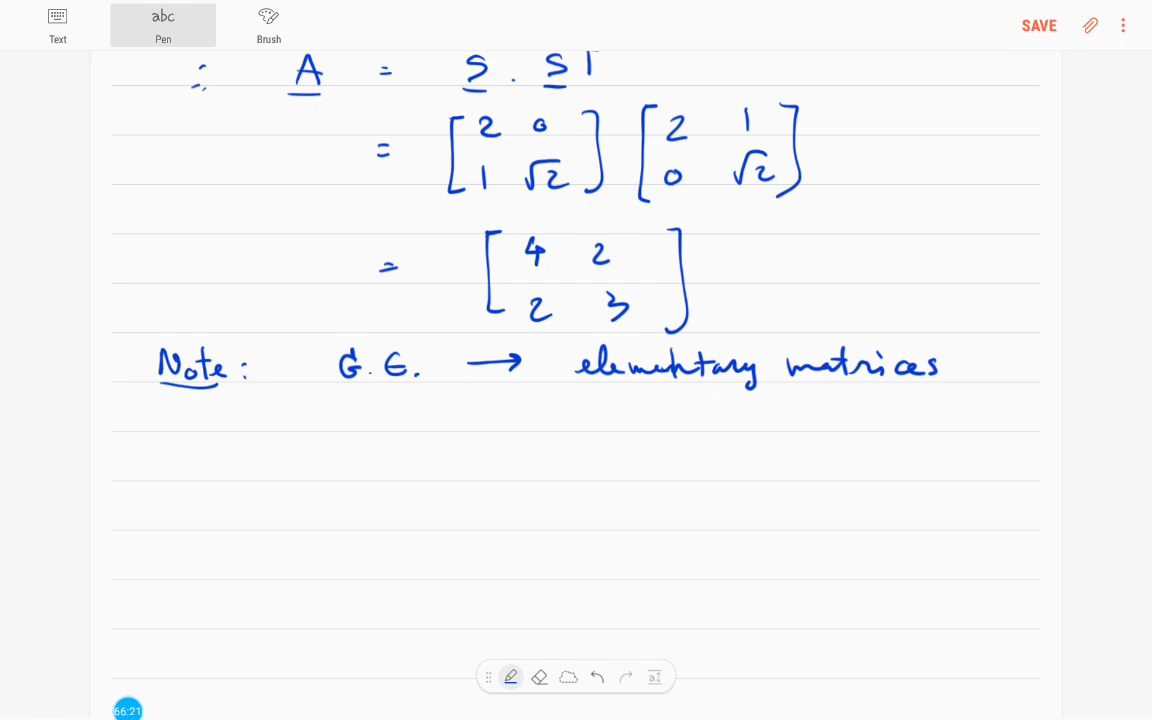 Text abc Pen Brush SAVE
∴ A = S . Sᵀ
= [ 2 0 ] [ 2 1 ]
[ 1 √2 ] [ 0 √2 ]
= [ 4 2 ]
[ 2 3 ]
Note: G.E. → elementary matrices
66:21